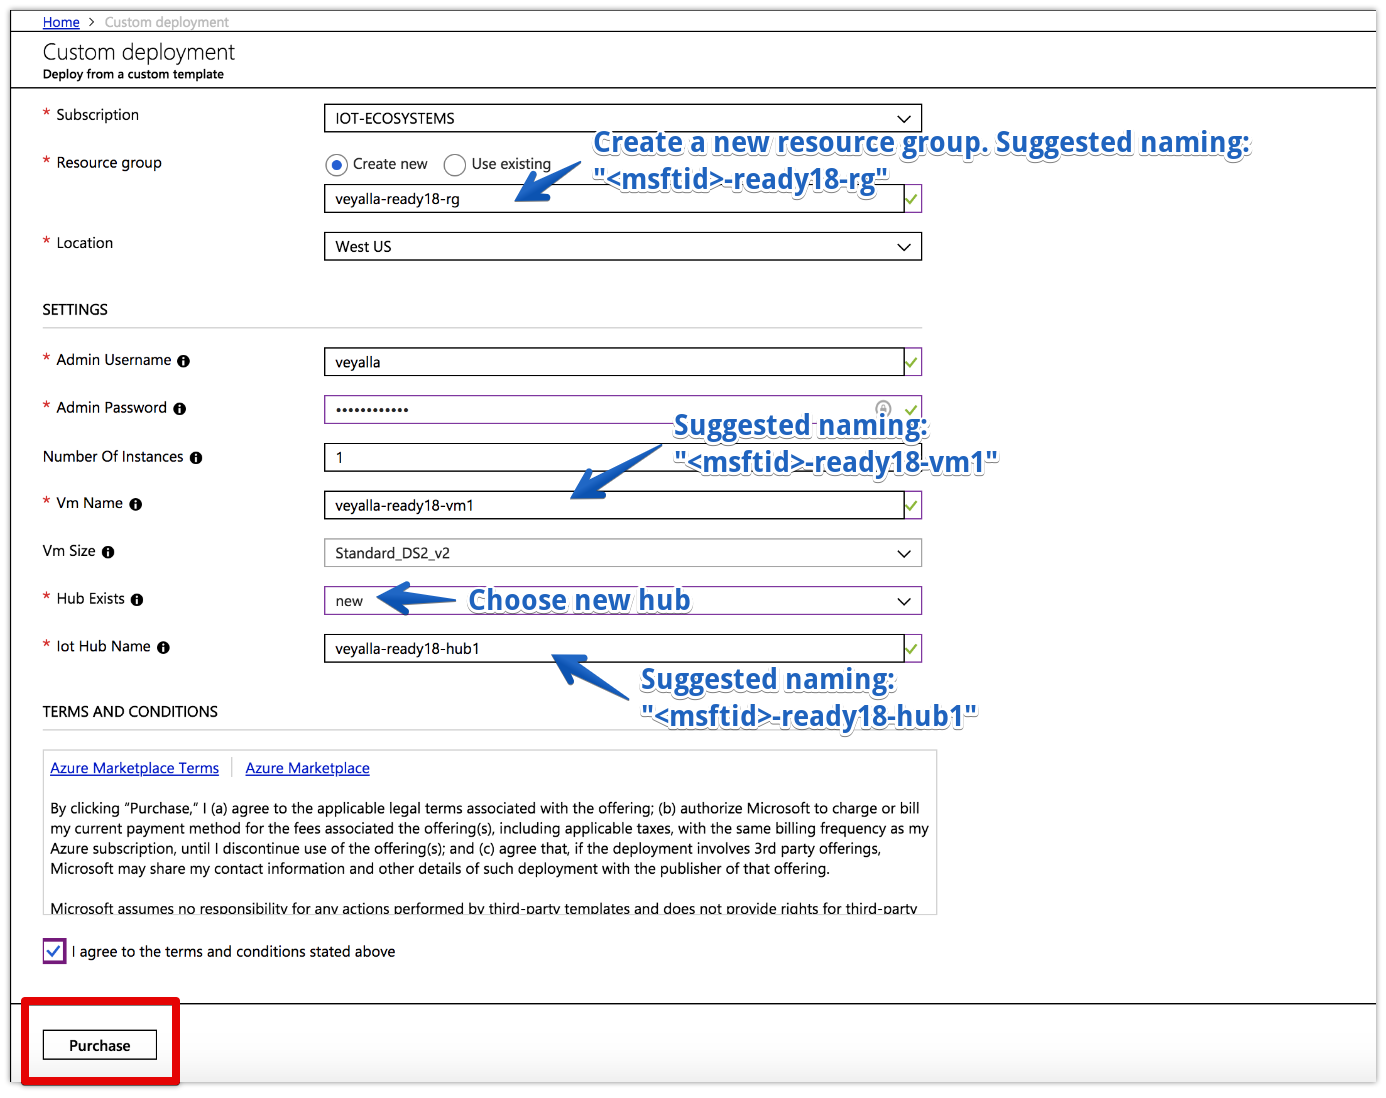 Home > Custom deployment
Custom deployment
Deploy from a custom template
* Subscription
IOT-ECOSYSTEMS
Create a new resource group. Suggested naming:
"<msftid>-ready18-rg"
* Resource group
Create new
Use existing
veyalla-ready18-rg
* Location
West US
SETTINGS
* Admin Username
veyalla
* Admin Password
••••••••••••
Suggested naming:
"<msftid>-ready18-vm1"
Number Of Instances
1
* Vm Name
veyalla-ready18-vm1
Vm Size
Standard_DS2_v2
* Hub Exists
new
Choose new hub
* Iot Hub Name
veyalla-ready18-hub1
Suggested naming:
"<msftid>-ready18-hub1"
TERMS AND CONDITIONS
Azure Marketplace Terms | Azure Marketplace
By clicking “Purchase,” I (a) agree to the applicable legal terms associated with the offering; (b) authorize Microsoft to charge or bill
my current payment method for the fees associated the offering(s), including applicable taxes, with the same billing frequency as my
Azure subscription, until I discontinue use of the offering(s); and (c) agree that, if the deployment involves 3rd party offerings,
Microsoft may share my contact information and other details of such deployment with the publisher of that offering.
Microsoft assumes no responsibility for any actions performed by third-party templates and does not provide rights for third-party
I agree to the terms and conditions stated above
Purchase